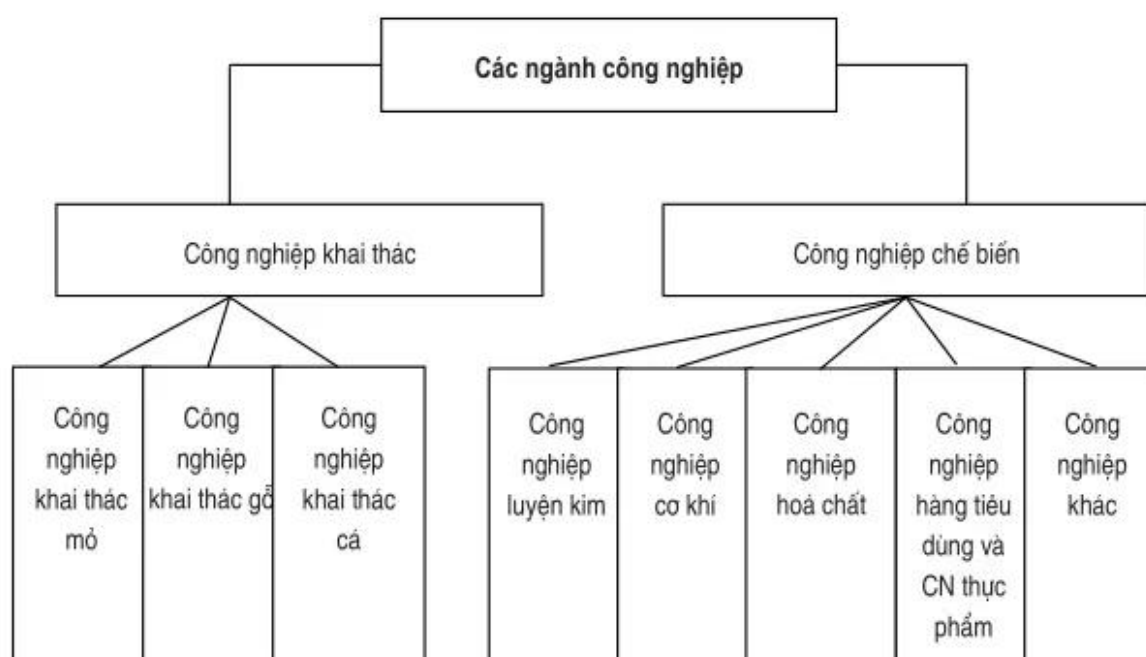 Các ngành công nghiệp
Công nghiệp khai thác
Công nghiệp chế biến
Công
nghiệp
khai thác
mỏ
Công
nghiệp
khai thác gỗ
Công
nghiệp
khai thác
cá
Công
nghiệp
luyện kim
Công
nghiệp
cơ khí
Công
nghiệp
hoá chất
Công
nghiệp
hàng tiêu
dùng và
CN thực
phẩm
Công
nghiệp
khác